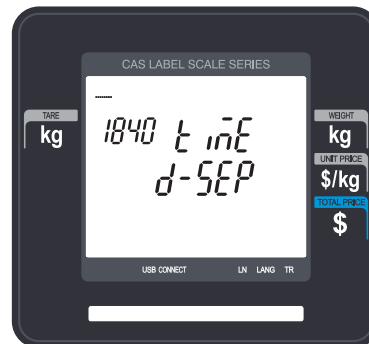 CAS LABEL SCALE SERIES
TARE
kg
1840 t inE
d-SEP
WEIGHT
kg
UNIT PRICE
$/kg
TOTAL PRICE
$
USB CONNECT LN LANG TR